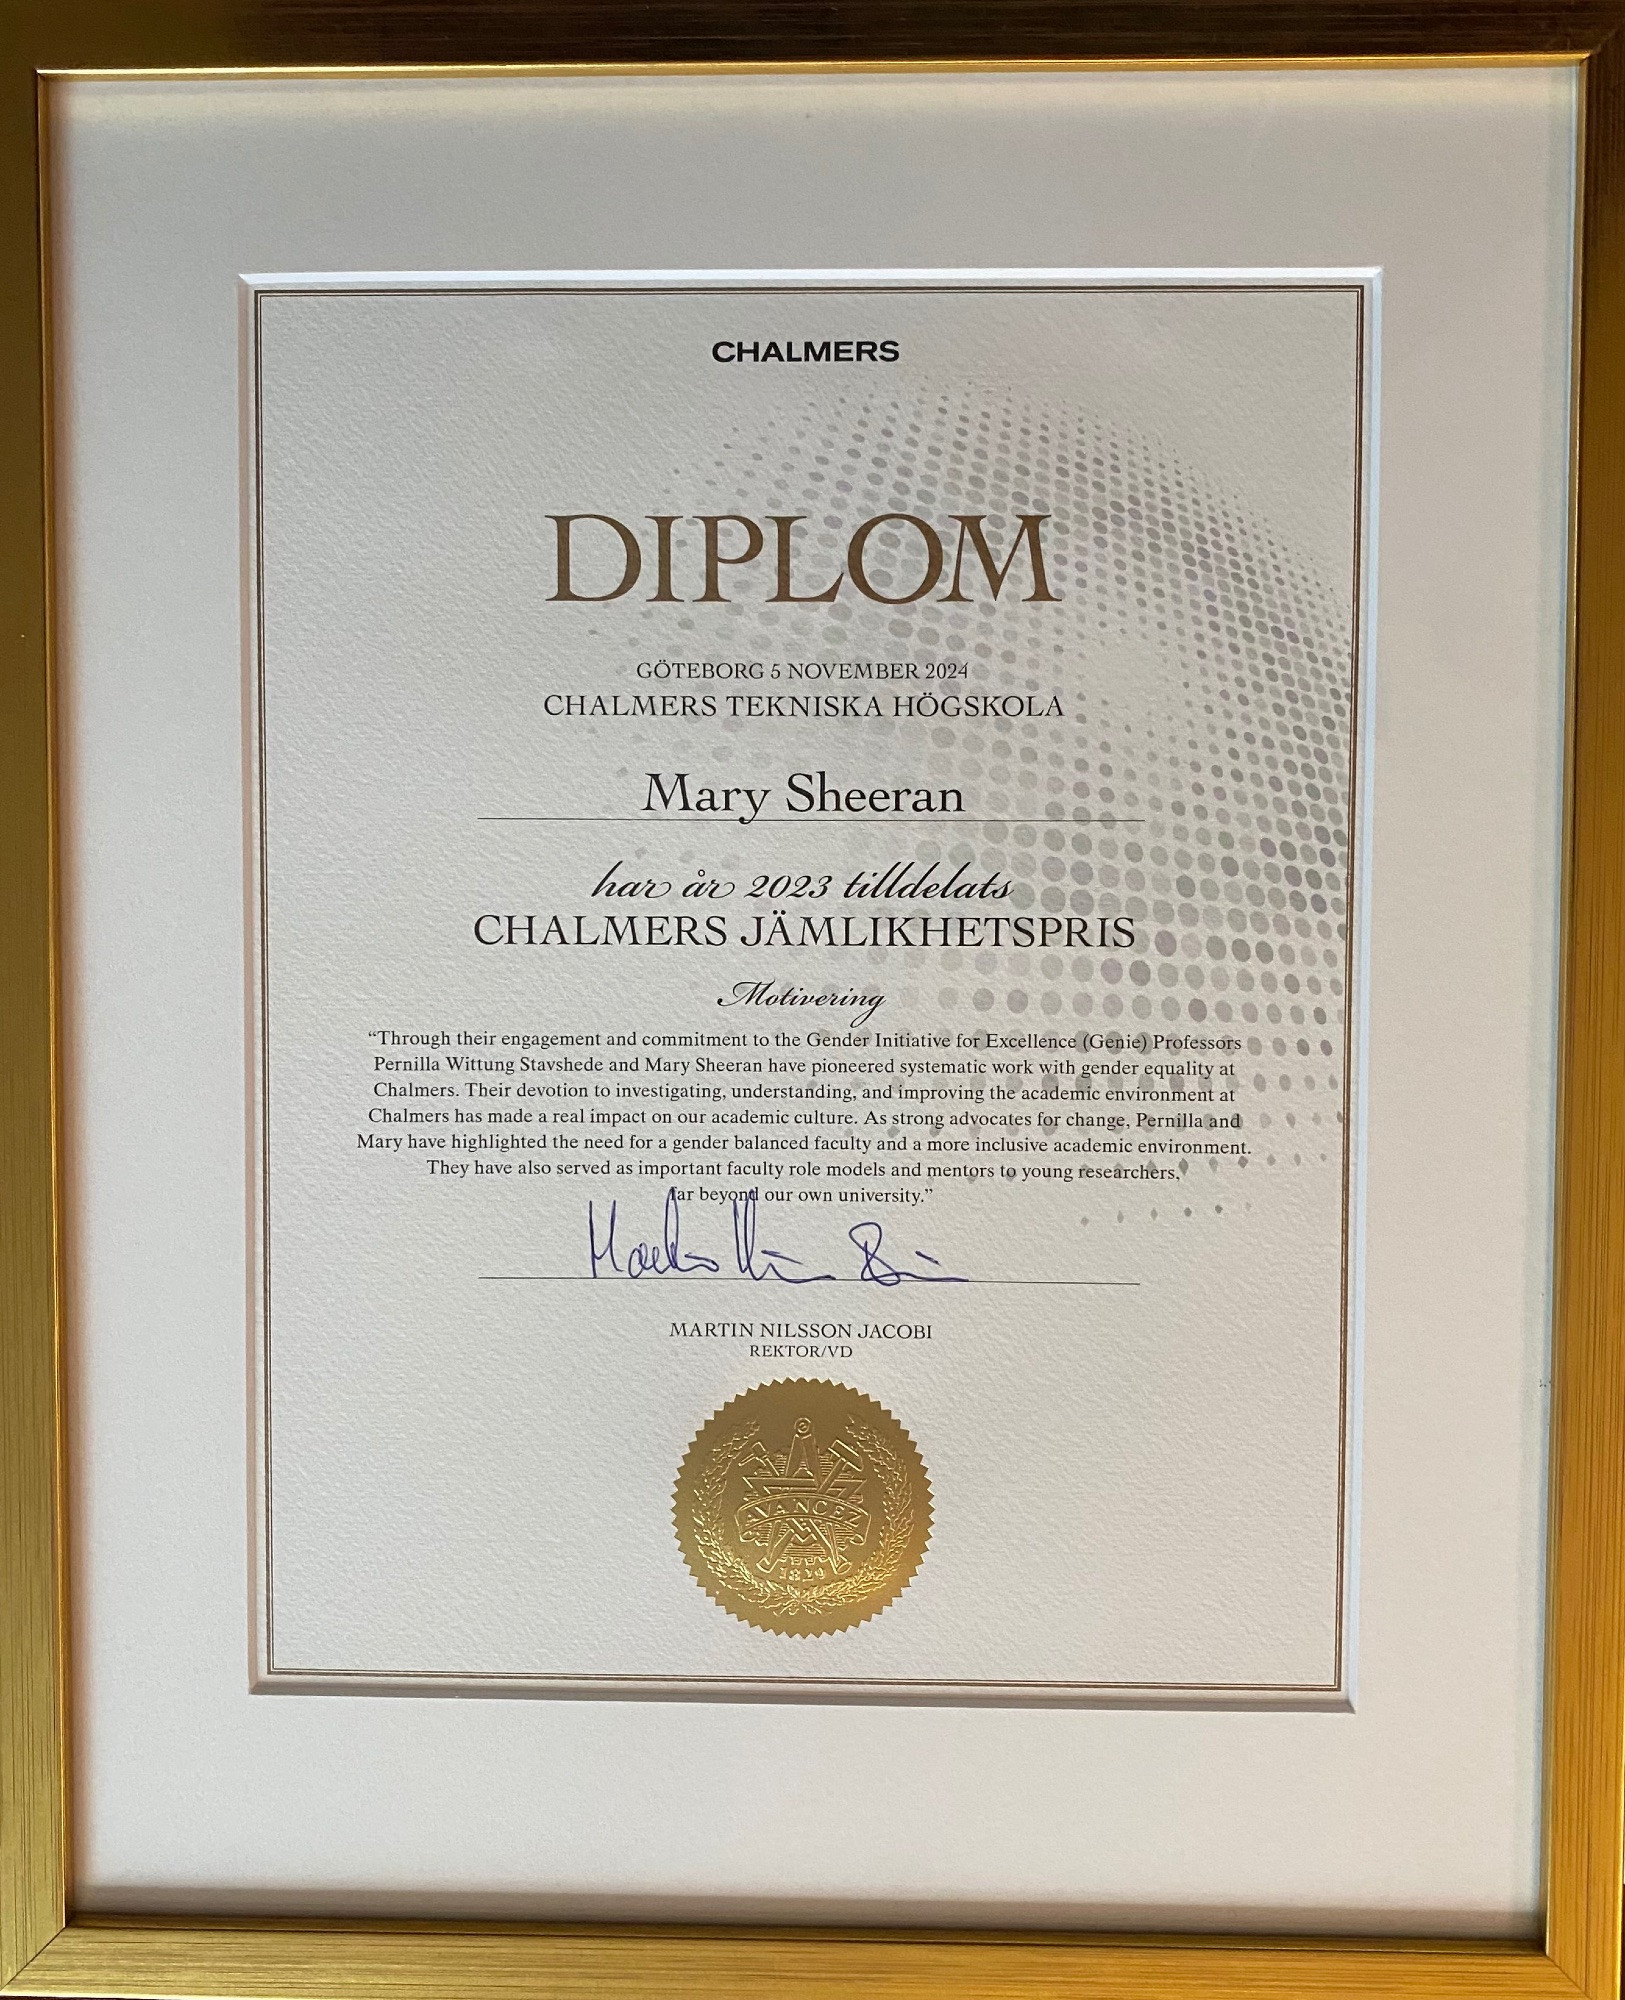 CHALMERS
DIPLOM
GÖTEBORG 5 NOVEMBER 2024
CHALMERS TEKNISKA HÖGSKOLA
Mary Sheeran
har år 2023 tilldelats
CHALMERS JÄMLIKHETSPRIS
Motivering
“Through their engagement and commitment to the Gender Initiative for Excellence (Genie) Professors
Pernilla Wittung Stavshede and Mary Sheeran have pioneered systematic work with gender equality at
Chalmers. Their devotion to investigating, understanding, and improving the academic environment at
Chalmers has made a real impact on our academic culture. As strong advocates for change, Pernilla and
Mary have highlighted the need for a gender balanced faculty and a more inclusive academic environment.
They have also served as important faculty role models and mentors to young researchers,
far beyond our own university.”
MARTIN NILSSON JACOBI
REKTOR/VD
AVANCEZ
1829